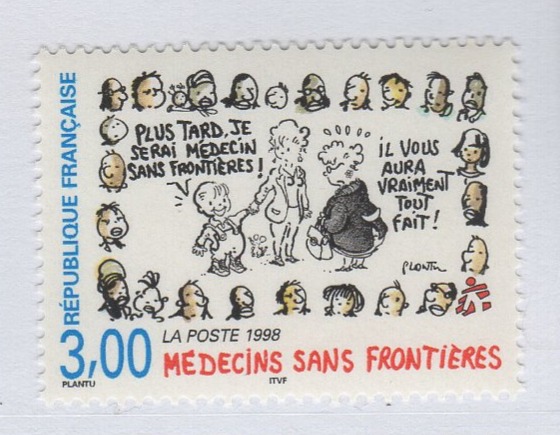 RÉPUBLIQUE FRANÇAISE
PLUS TARD, JE
SERAI MÉDECIN
SANS FRONTIÈRES !
iL VOUS
AURA
VRAiMENT
TOUT
FAIT !
PLANTU
3,00
LA POSTE 1998
MÉDECiNS SANS FRONTiÈRES
PLANTU
ITVF